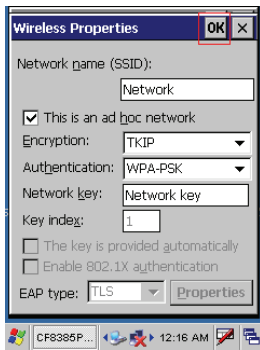 Wireless Properties OK ×
Network name (SSID):
Network
This is an ad hoc network
Encryption: TKIP
Authentication: WPA-PSK
Network key: Network key
Key index: 1
The key is provided automatically
Enable 802.1X authentication
EAP type: TLS Properties
CF8385P... 12:16 AM